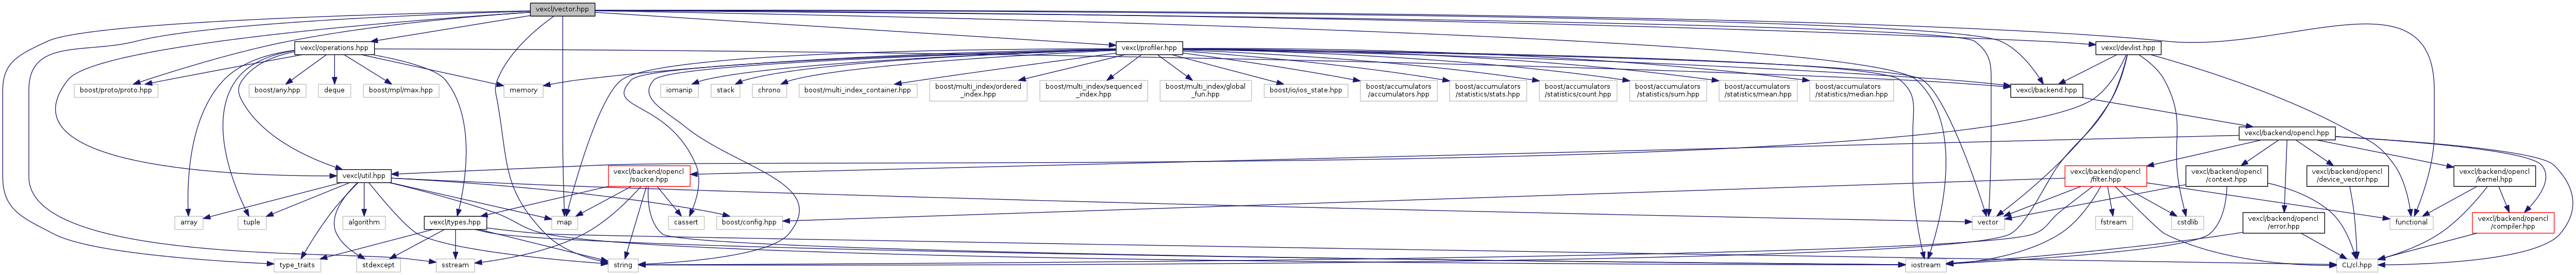 vexcl/vector.hpp
vexcl/operations.hpp
vexcl/profiler.hpp
vexcl/devlist.hpp
boost/proto/proto.hpp
boost/any.hpp
deque
boost/mpl/max.hpp
memory
iomanip
stack
chrono
boost/multi_index_container.hpp
boost/multi_index/ordered
_index.hpp
boost/multi_index/sequenced
_index.hpp
boost/multi_index/global
_fun.hpp
boost/io/ios_state.hpp
boost/accumulators
/accumulators.hpp
boost/accumulators
/statistics/stats.hpp
boost/accumulators
/statistics/count.hpp
boost/accumulators
/statistics/sum.hpp
boost/accumulators
/statistics/mean.hpp
boost/accumulators
/statistics/median.hpp
vexcl/backend.hpp
vexcl/backend/opencl.hpp
vexcl/util.hpp
vexcl/backend/opencl
/source.hpp
vexcl/backend/opencl
/filter.hpp
vexcl/backend/opencl
/context.hpp
vexcl/backend/opencl
/device_vector.hpp
vexcl/backend/opencl
/kernel.hpp
array
tuple
algorithm
vexcl/types.hpp
map
cassert
boost/config.hpp
vector
fstream
cstdlib
vexcl/backend/opencl
/error.hpp
functional
vexcl/backend/opencl
/compiler.hpp
type_traits
stdexcept
sstream
string
iostream
CL/cl.hpp